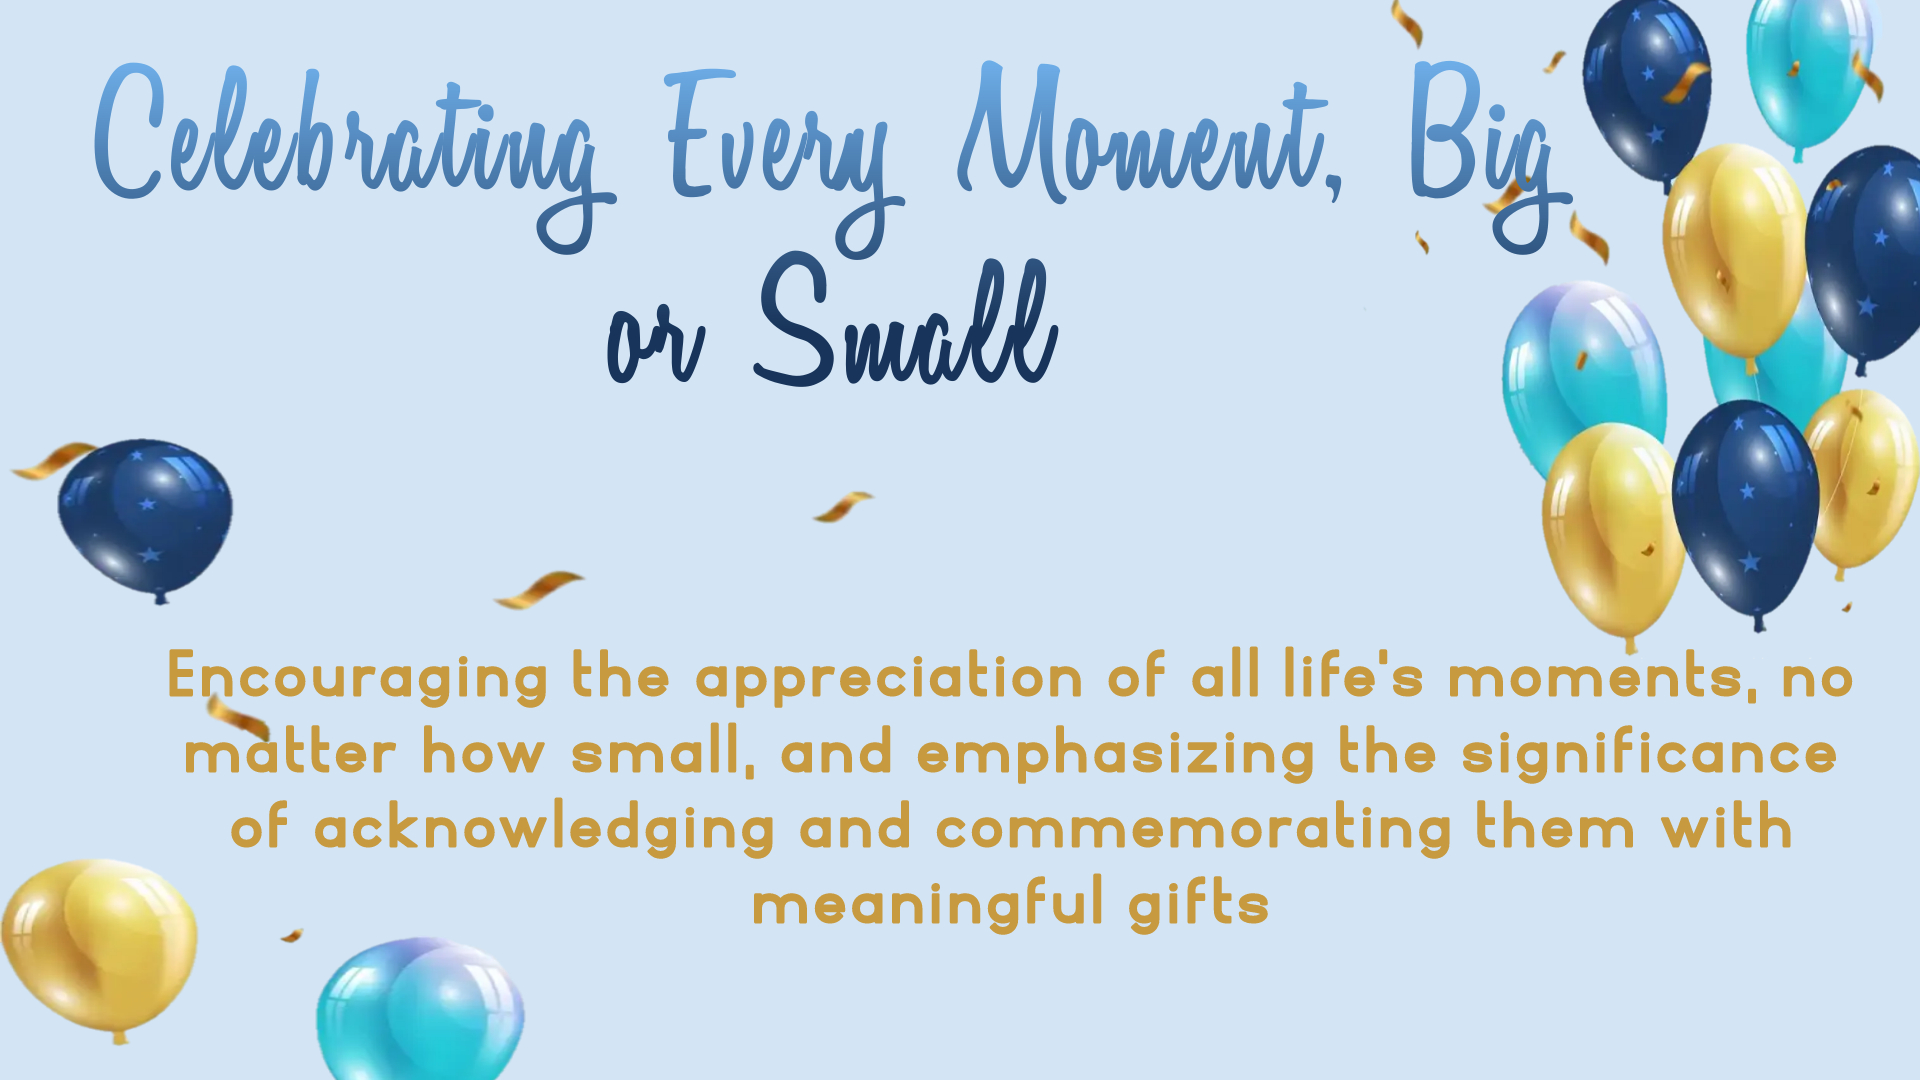 Celebrating Every Moment, Big
or Small
Encouraging the appreciation of all life's moments, no
matter how small, and emphasizing the significance
of acknowledging and commemorating them with
meaningful gifts